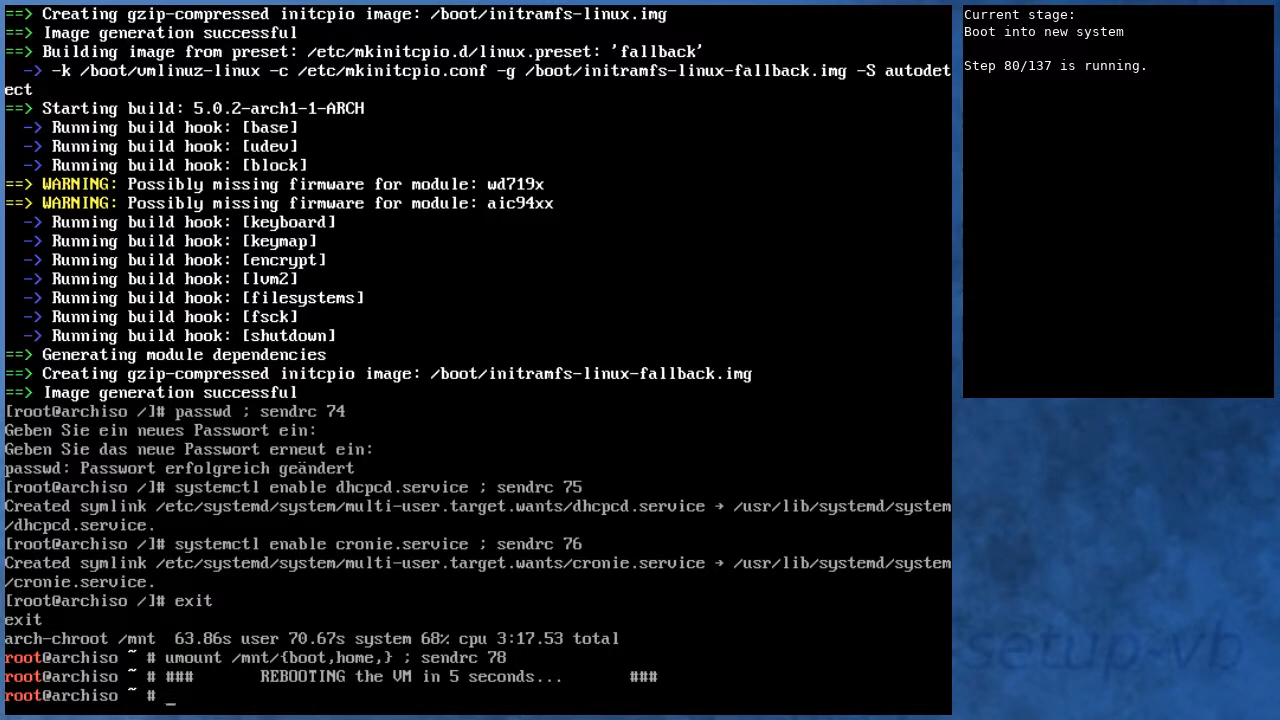 ==> Creating gzip-compressed initcpio image: /boot/initramfs-linux.img
==> Image generation successful
==> Building image from preset: /etc/mkinitcpio.d/linux.preset: 'fallback'
  -> -k /boot/vmlinuz-linux -c /etc/mkinitcpio.conf -g /boot/initramfs-linux-fallback.img -S autodet
ect
==> Starting build: 5.0.2-arch1-1-ARCH
  -> Running build hook: [base]
  -> Running build hook: [udev]
  -> Running build hook: [block]
==> WARNING: Possibly missing firmware for module: wd719x
==> WARNING: Possibly missing firmware for module: aic94xx
  -> Running build hook: [keyboard]
  -> Running build hook: [keymap]
  -> Running build hook: [encrypt]
  -> Running build hook: [lvm2]
  -> Running build hook: [filesystems]
  -> Running build hook: [fsck]
  -> Running build hook: [shutdown]
==> Generating module dependencies
==> Creating gzip-compressed initcpio image: /boot/initramfs-linux-fallback.img
==> Image generation successful
[root@archiso /]# passwd ; sendrc 74
Geben Sie ein neues Passwort ein:
Geben Sie das neue Passwort erneut ein:
passwd: Passwort erfolgreich geändert
[root@archiso /]# systemctl enable dhcpcd.service ; sendrc 75
Created symlink /etc/systemd/system/multi-user.target.wants/dhcpcd.service → /usr/lib/systemd/system
/dhcpcd.service.
[root@archiso /]# systemctl enable cronie.service ; sendrc 76
Created symlink /etc/systemd/system/multi-user.target.wants/cronie.service → /usr/lib/systemd/system
/cronie.service.
[root@archiso /]# exit
exit
arch-chroot /mnt  63.86s user 70.67s system 68% cpu 3:17.53 total
root@archiso ~ # umount /mnt/{boot,home,} ; sendrc 78
root@archiso ~ # ###       REBOOTING the VM in 5 seconds...       ###
root@archiso ~ # _
Current stage:
Boot into new system
Step 80/137 is running.
setup-vb